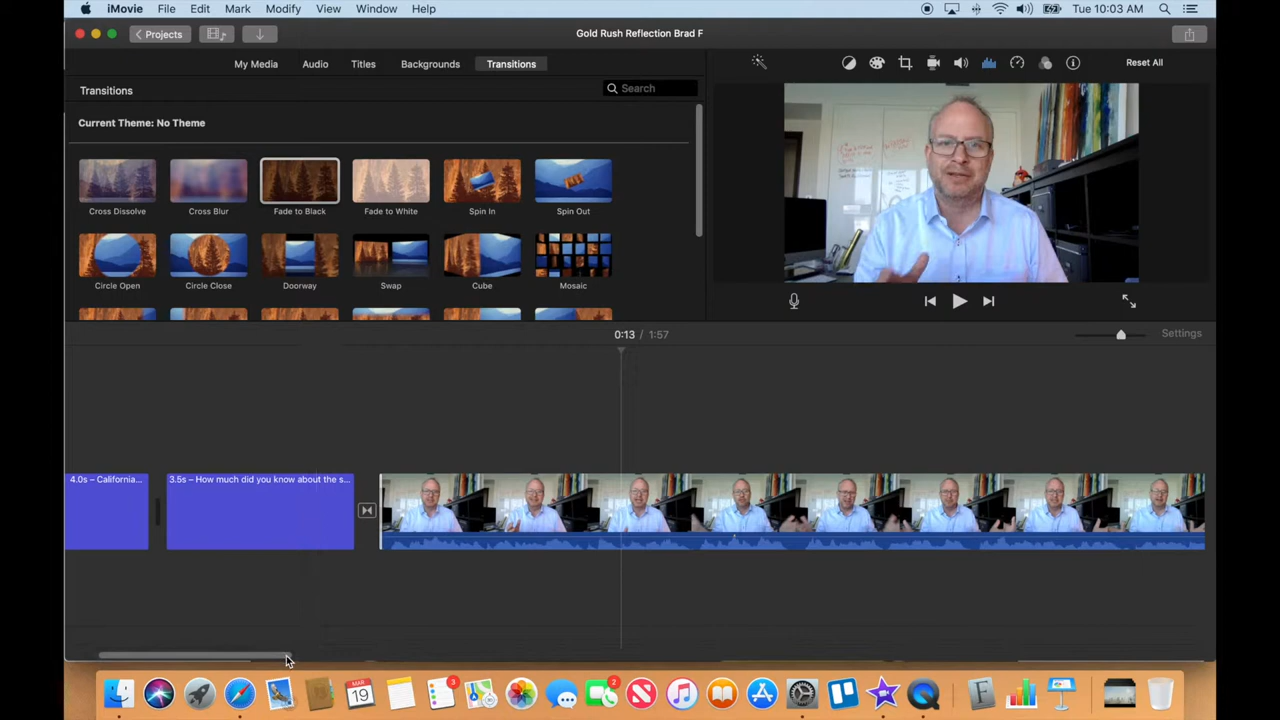 iMovie File Edit Mark Modify View Window Help Tue 10:03 AM
Projects Gold Rush Reflection Brad F
My Media Audio Titles Backgrounds Transitions Reset All
Transitions Search
Current Theme: No Theme
Cross Dissolve Cross Blur Fade to Black Fade to White Spin In Spin Out
Circle Open Circle Close Doorway Swap Cube Mosaic
0:13 / 1:57 Settings
4.0s – California... 3.5s – How much did you know about the s...
MAR
19 3 2